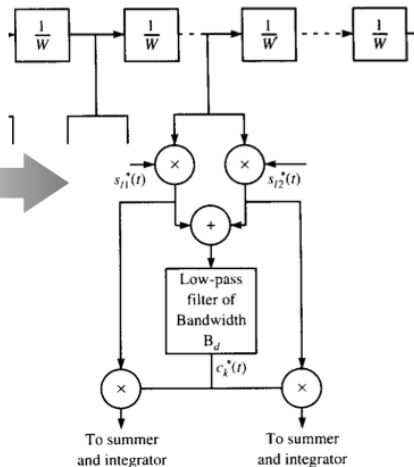 1/W 1/W 1/W 1/W
× ×
s_{l1}^*(t) s_{l2}^*(t)
+
Low-pass
filter of
Bandwidth
B_d
c_k^*(t)
× ×
To summer To summer
and integrator and integrator